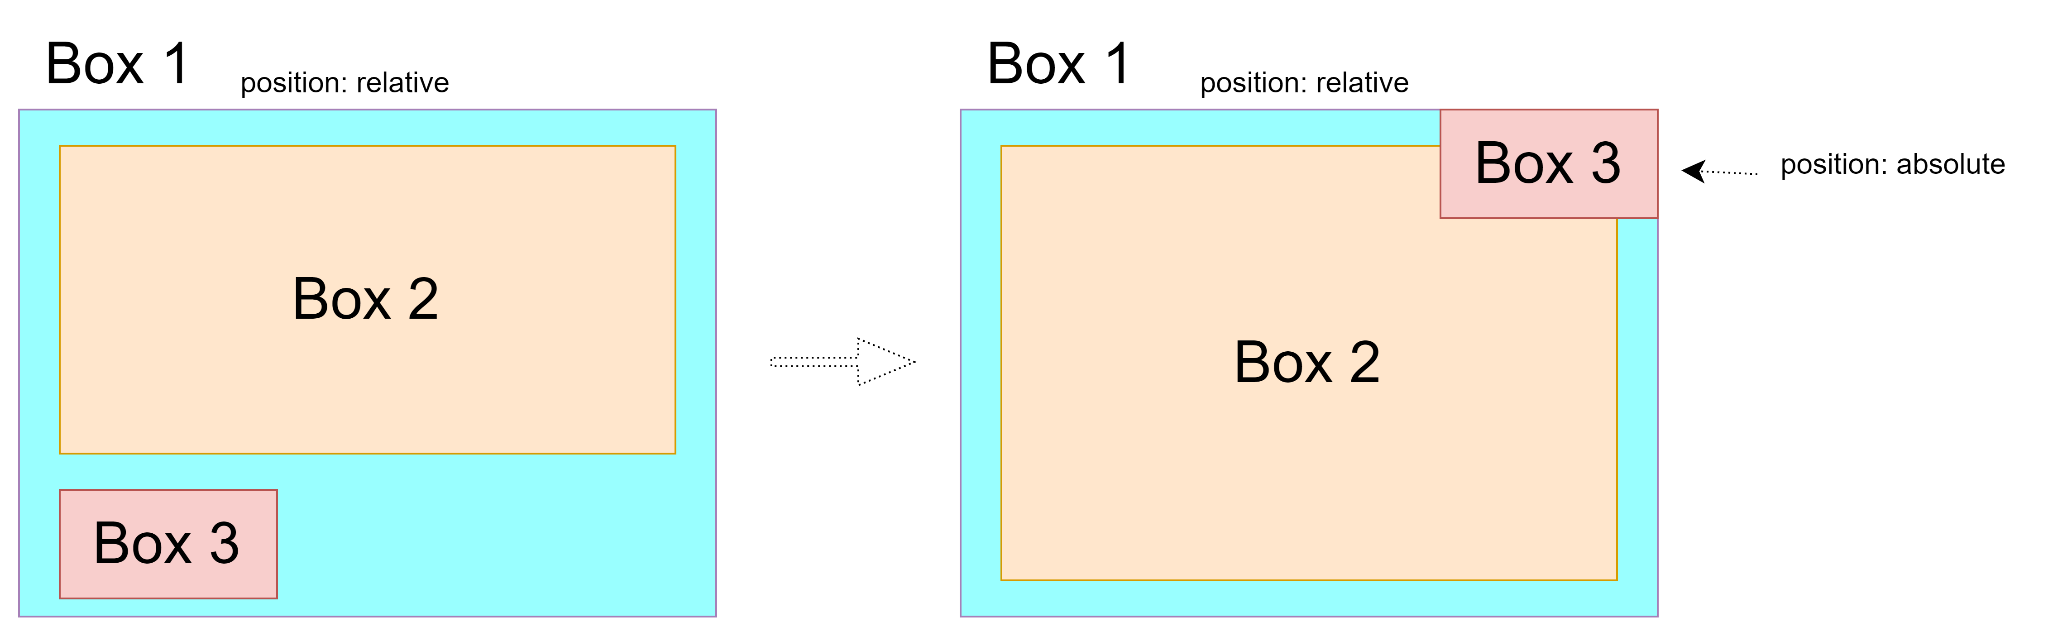 Box 1
position: relative
Box 2
Box 3
Box 1
position: relative
Box 3
position: absolute
Box 2